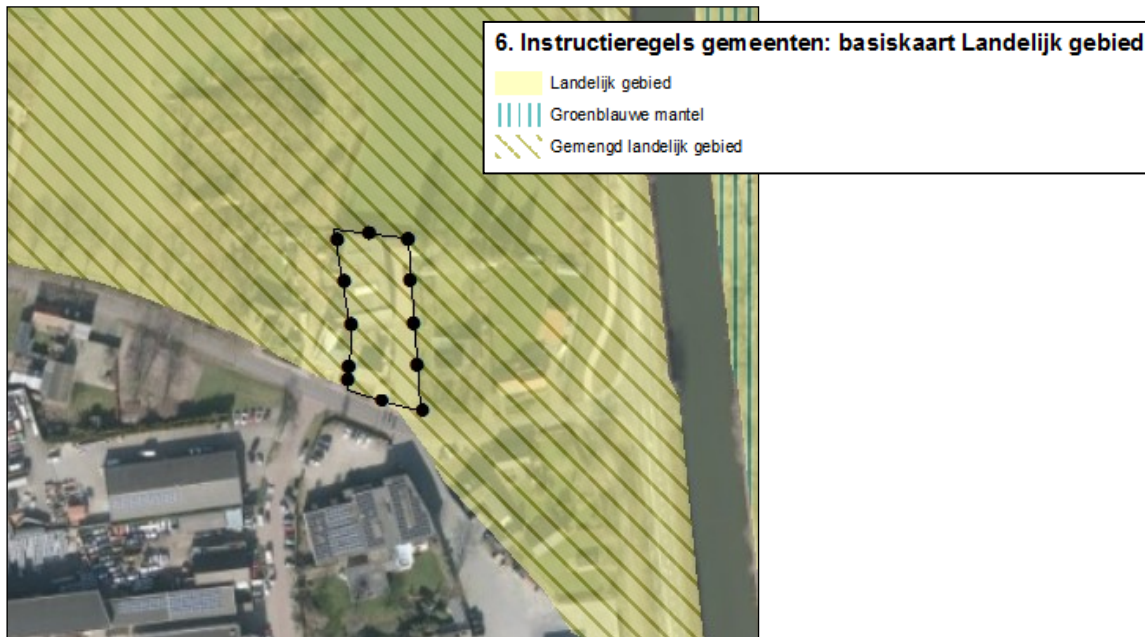 6. Instructieregels gemeenten: basiskaart Landelijk gebied
Landelijk gebied
Groenblauwe mantel
Gemengd landelijk gebied